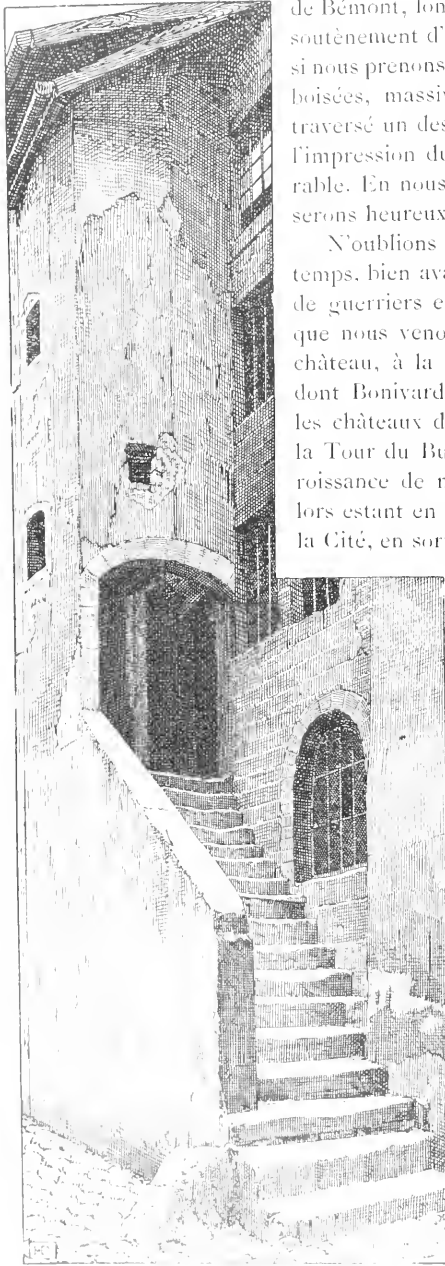 de Bémont, lon
soutènement d'
si nous prenons
boisées, massiv
traversé un des
l'impression du
rable. En nous
serons heureux
N'oublions
temps, bien ava
de guerriers e
que nous veno
château, à la
dont Bonivard
les châteaux d
la Tour du Bu
roissance de r
lors estant en
la Cité, en sor